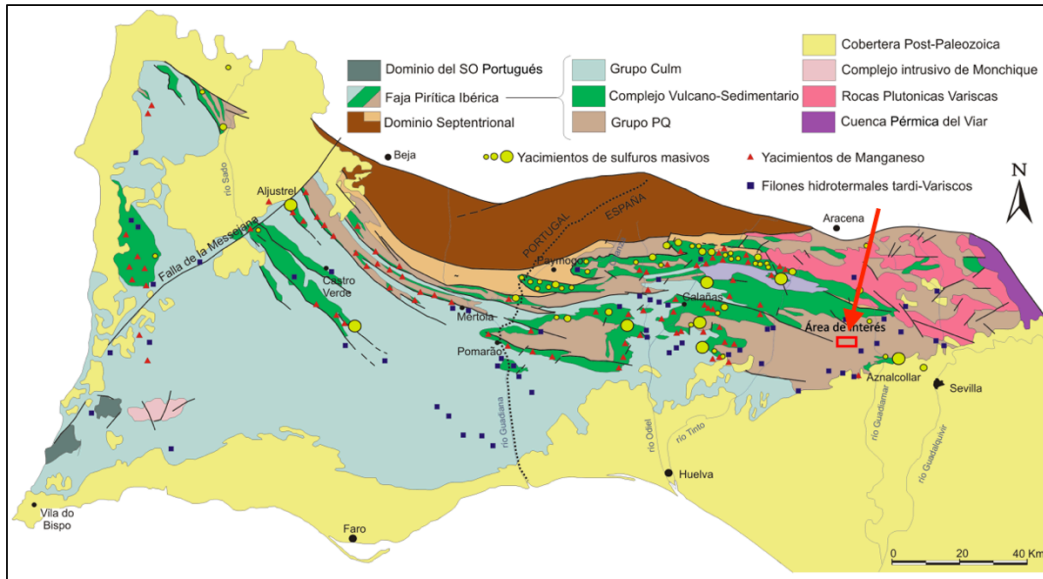 Dominio del SO Portugués
Faja Pirítica Ibérica
Dominio Septentrional
Grupo Culm
Complejo Vulcano-Sedimentario
Grupo PQ
Cobertera Post-Paleozoica
Complejo intrusivo de Monchique
Rocas Plutonicas Variscas
Cuenca Pérmica del Viar
Yacimientos de sulfuros masivos
Yacimientos de Manganeso
Filones hidrotermales tardi-Variscos
N
Beja
río Sado
Aljustrel
Falla de la Messejana
Castro
Verde
PORTUGAL
ESPAÑA
Paymogo
Aracena
Mértola
Calañas
Pomarão
Área de interés
Aznalcollar
Sevilla
río Guadiana
río Odiel
río Tinto
río Guadiamar
río Guadalquivir
Huelva
Vila do
Bispo
Faro
0 20 40 Km